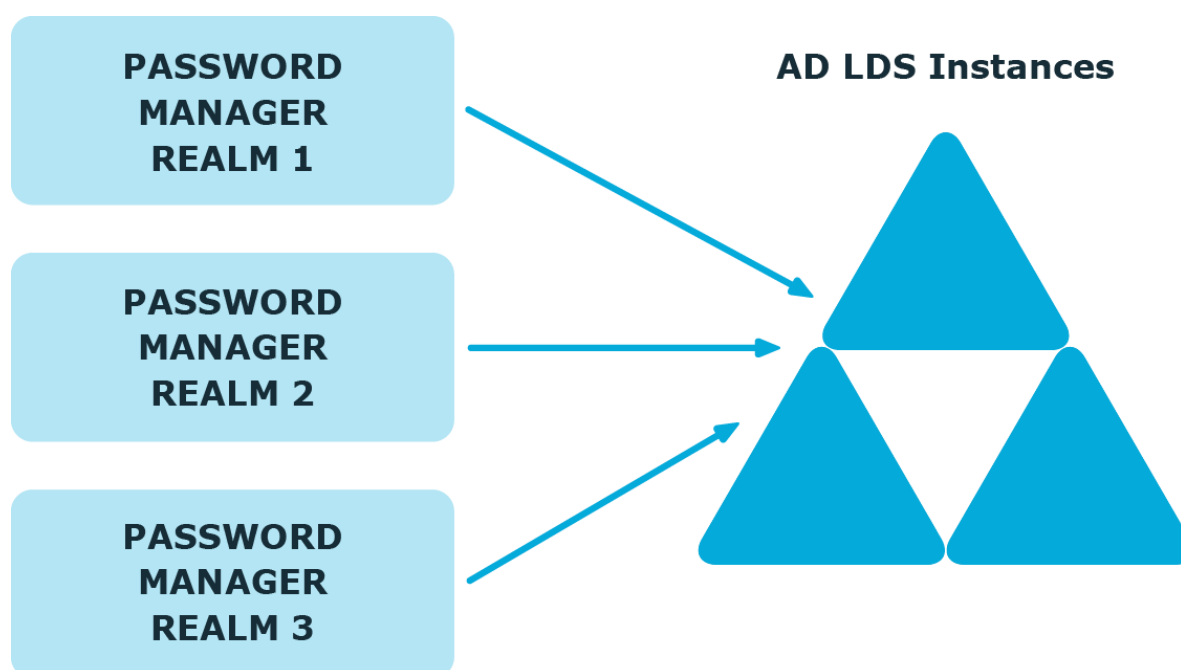 PASSWORD
MANAGER
REALM 1
AD LDS Instances
PASSWORD
MANAGER
REALM 2
PASSWORD
MANAGER
REALM 3